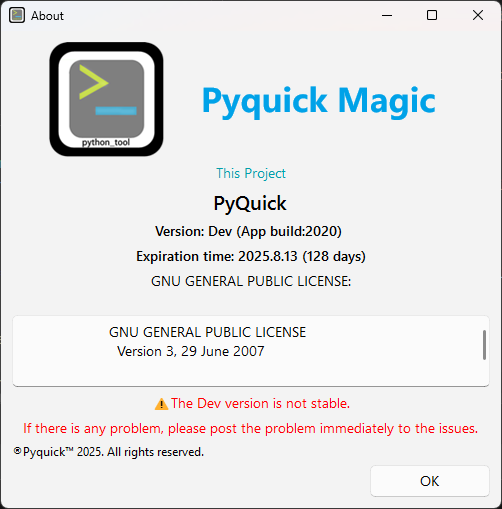 About
Pyquick Magic
python_tool
This Project
PyQuick
Version: Dev (App build:2020)
Expiration time: 2025.8.13 (128 days)
GNU GENERAL PUBLIC LICENSE:
GNU GENERAL PUBLIC LICENSE
Version 3, 29 June 2007
⚠The Dev version is not stable.
If there is any problem, please post the problem immediately to the issues.
®Pyquick™ 2025. All rights reserved.
OK